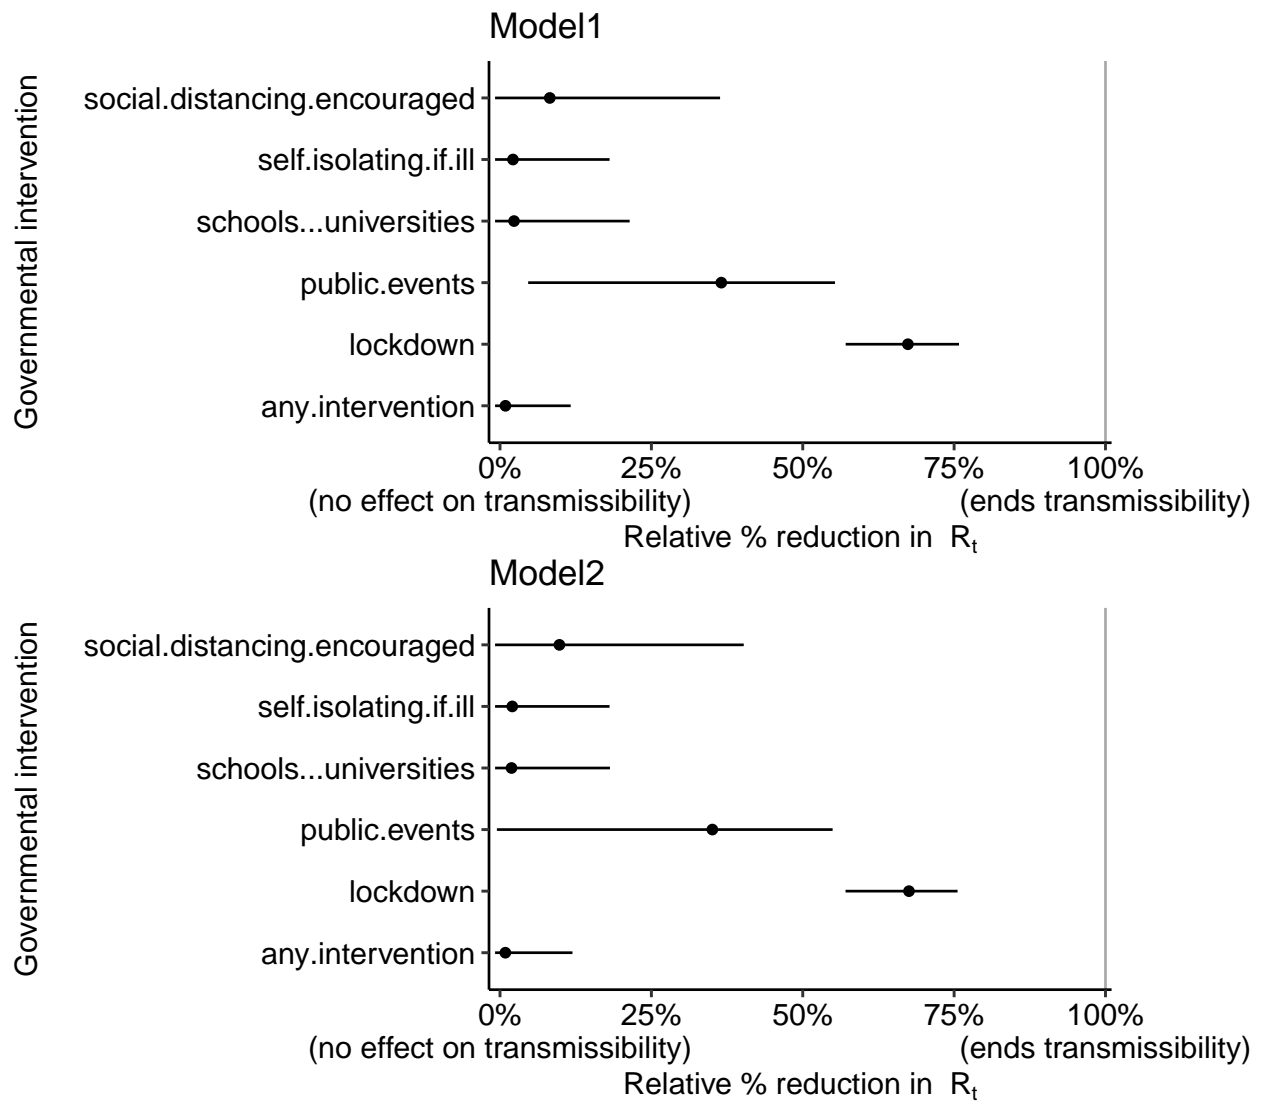 Model1
Governmental intervention
social.distancing.encouraged
self.isolating.if.ill
schools...universities
public.events
lockdown
any.intervention
0% 25% 50% 75% 100%
(no effect on transmissibility) (ends transmissibility)
Relative % reduction in Rt
Model2
Governmental intervention
social.distancing.encouraged
self.isolating.if.ill
schools...universities
public.events
lockdown
any.intervention
0% 25% 50% 75% 100%
(no effect on transmissibility) (ends transmissibility)
Relative % reduction in Rt